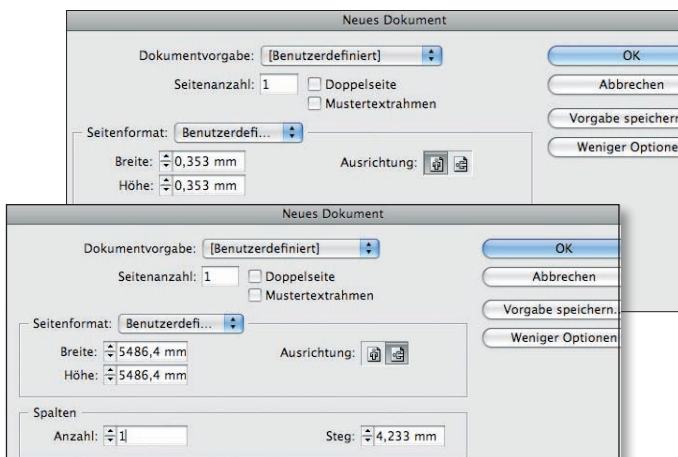 Neues Dokument
Dokumentvorgabe: [Benutzerdefiniert] OK
Seitenanzahl: 1 Doppelseite Abbrechen
Mustertextrahmen
Vorgabe speichern
Seitenformat: Benutzerdefi... Weniger Optione
Breite: 0,353 mm Ausrichtung:
Höhe: 0,353 mm
Neues Dokument
Dokumentvorgabe: [Benutzerdefiniert] OK
Seitenanzahl: 1 Doppelseite Abbrechen
Mustertextrahmen
Vorgabe speichern..
Seitenformat: Benutzerdefi... Weniger Optionen
Breite: 5486,4 mm Ausrichtung:
Höhe: 5486,4 mm
Spalten
Anzahl: 1 Steg: 4,233 mm